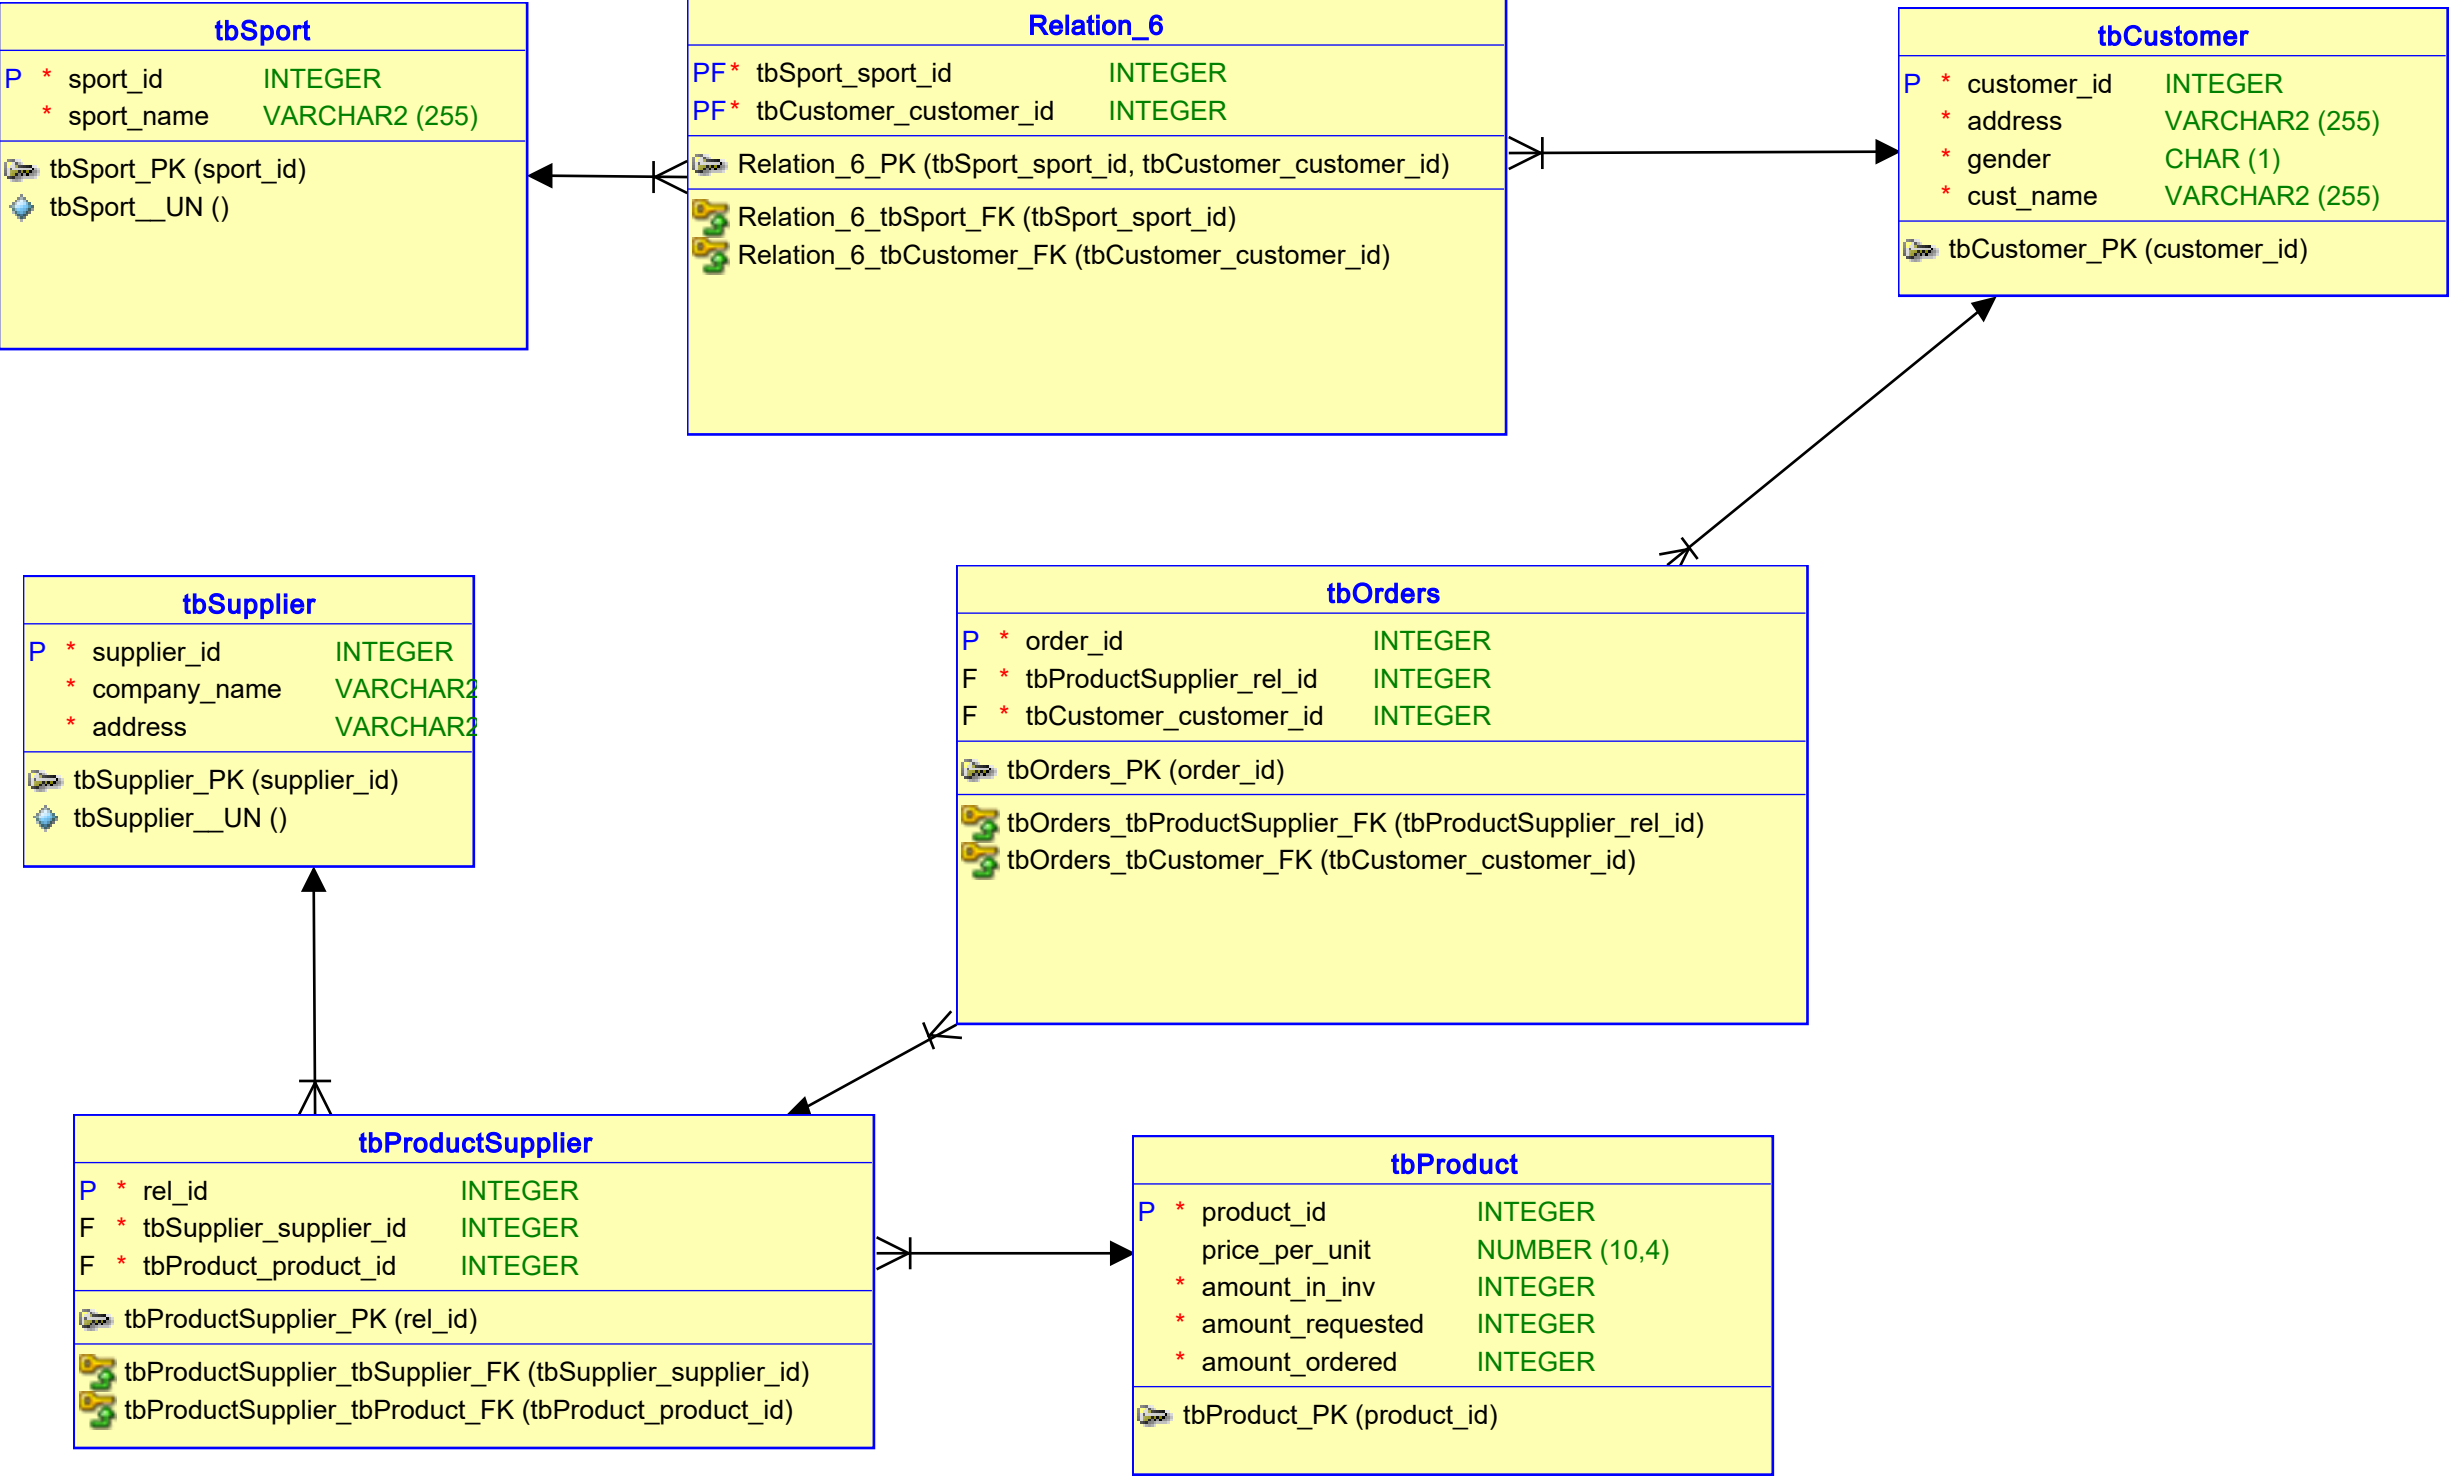 tbSport
P * sport_id INTEGER
* sport_name VARCHAR2 (255)
tbSport_PK (sport_id)
tbSport__UN ()
Relation_6
PF* tbSport_sport_id INTEGER
PF* tbCustomer_customer_id INTEGER
Relation_6_PK (tbSport_sport_id, tbCustomer_customer_id)
Relation_6_tbSport_FK (tbSport_sport_id)
Relation_6_tbCustomer_FK (tbCustomer_customer_id)
tbCustomer
P * customer_id INTEGER
* address VARCHAR2 (255)
* gender CHAR (1)
* cust_name VARCHAR2 (255)
tbCustomer_PK (customer_id)
tbSupplier
P * supplier_id INTEGER
* company_name VARCHAR2
* address VARCHAR2
tbSupplier_PK (supplier_id)
tbSupplier__UN ()
tbOrders
P * order_id INTEGER
F * tbProductSupplier_rel_id INTEGER
F * tbCustomer_customer_id INTEGER
tbOrders_PK (order_id)
tbOrders_tbProductSupplier_FK (tbProductSupplier_rel_id)
tbOrders_tbCustomer_FK (tbCustomer_customer_id)
tbProductSupplier
P * rel_id INTEGER
F * tbSupplier_supplier_id INTEGER
F * tbProduct_product_id INTEGER
tbProductSupplier_PK (rel_id)
tbProductSupplier_tbSupplier_FK (tbSupplier_supplier_id)
tbProductSupplier_tbProduct_FK (tbProduct_product_id)
tbProduct
P * product_id INTEGER
price_per_unit NUMBER (10,4)
* amount_in_inv INTEGER
* amount_requested INTEGER
* amount_ordered INTEGER
tbProduct_PK (product_id)